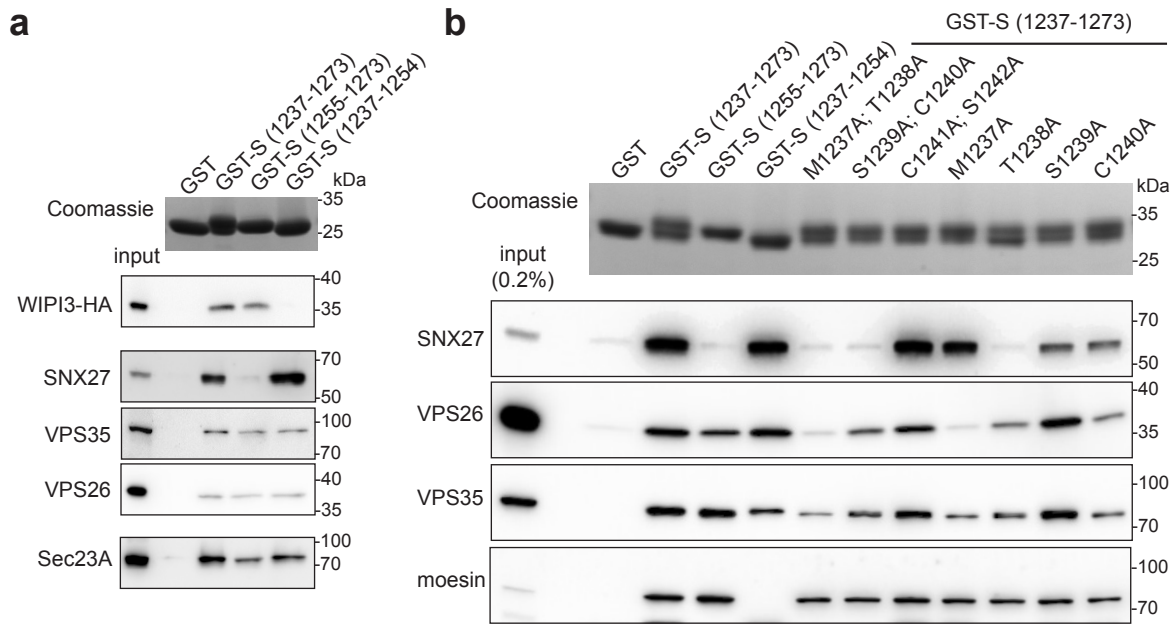 a
GST
GST-S (1237-1273)
GST-S (1255-1273)
GST-S (1237-1254)
kDa
Coomassie
-35
-25
input
WIPI3-HA
-40
-35
SNX27
-70
-50
VPS35
-100
-70
VPS26
-40
-35
Sec23A
-100
-70
b
GST-S (1237-1273)
GST
GST-S (1237-1273)
GST-S (1255-1273)
GST-S (1237-1254)
M1237A; T1238A
S1239A; C1240A
C1241A; S1242A
M1237A
T1238A
S1239A
C1240A
kDa
Coomassie
-35
-25
input
(0.2%)
SNX27
-70
-50
VPS26
-40
-35
VPS35
-100
-70
moesin
-100
-70